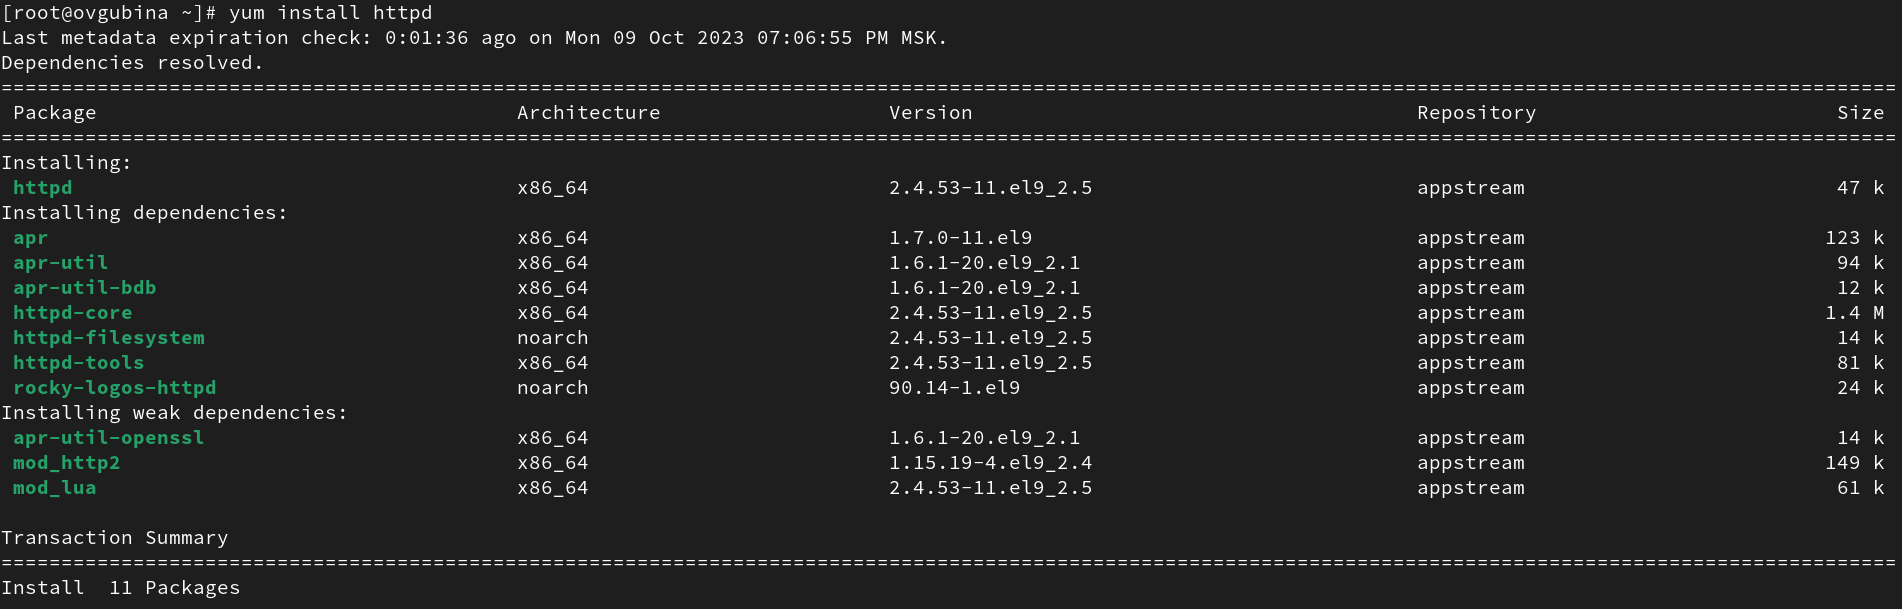 [root@ovgubina ~]# yum install httpd
Last metadata expiration check: 0:01:36 ago on Mon 09 Oct 2023 07:06:55 PM MSK.
Dependencies resolved.
================================================================================
Package Architecture Version Repository Size
================================================================================
Installing:
httpd x86_64 2.4.53-11.el9_2.5 appstream 47 k
Installing dependencies:
apr x86_64 1.7.0-11.el9 appstream 123 k
apr-util x86_64 1.6.1-20.el9_2.1 appstream 94 k
apr-util-bdb x86_64 1.6.1-20.el9_2.1 appstream 12 k
httpd-core x86_64 2.4.53-11.el9_2.5 appstream 1.4 M
httpd-filesystem noarch 2.4.53-11.el9_2.5 appstream 14 k
httpd-tools x86_64 2.4.53-11.el9_2.5 appstream 81 k
rocky-logos-httpd noarch 90.14-1.el9 appstream 24 k
Installing weak dependencies:
apr-util-openssl x86_64 1.6.1-20.el9_2.1 appstream 14 k
mod_http2 x86_64 1.15.19-4.el9_2.4 appstream 149 k
mod_lua x86_64 2.4.53-11.el9_2.5 appstream 61 k
Transaction Summary
================================================================================
Install 11 Packages